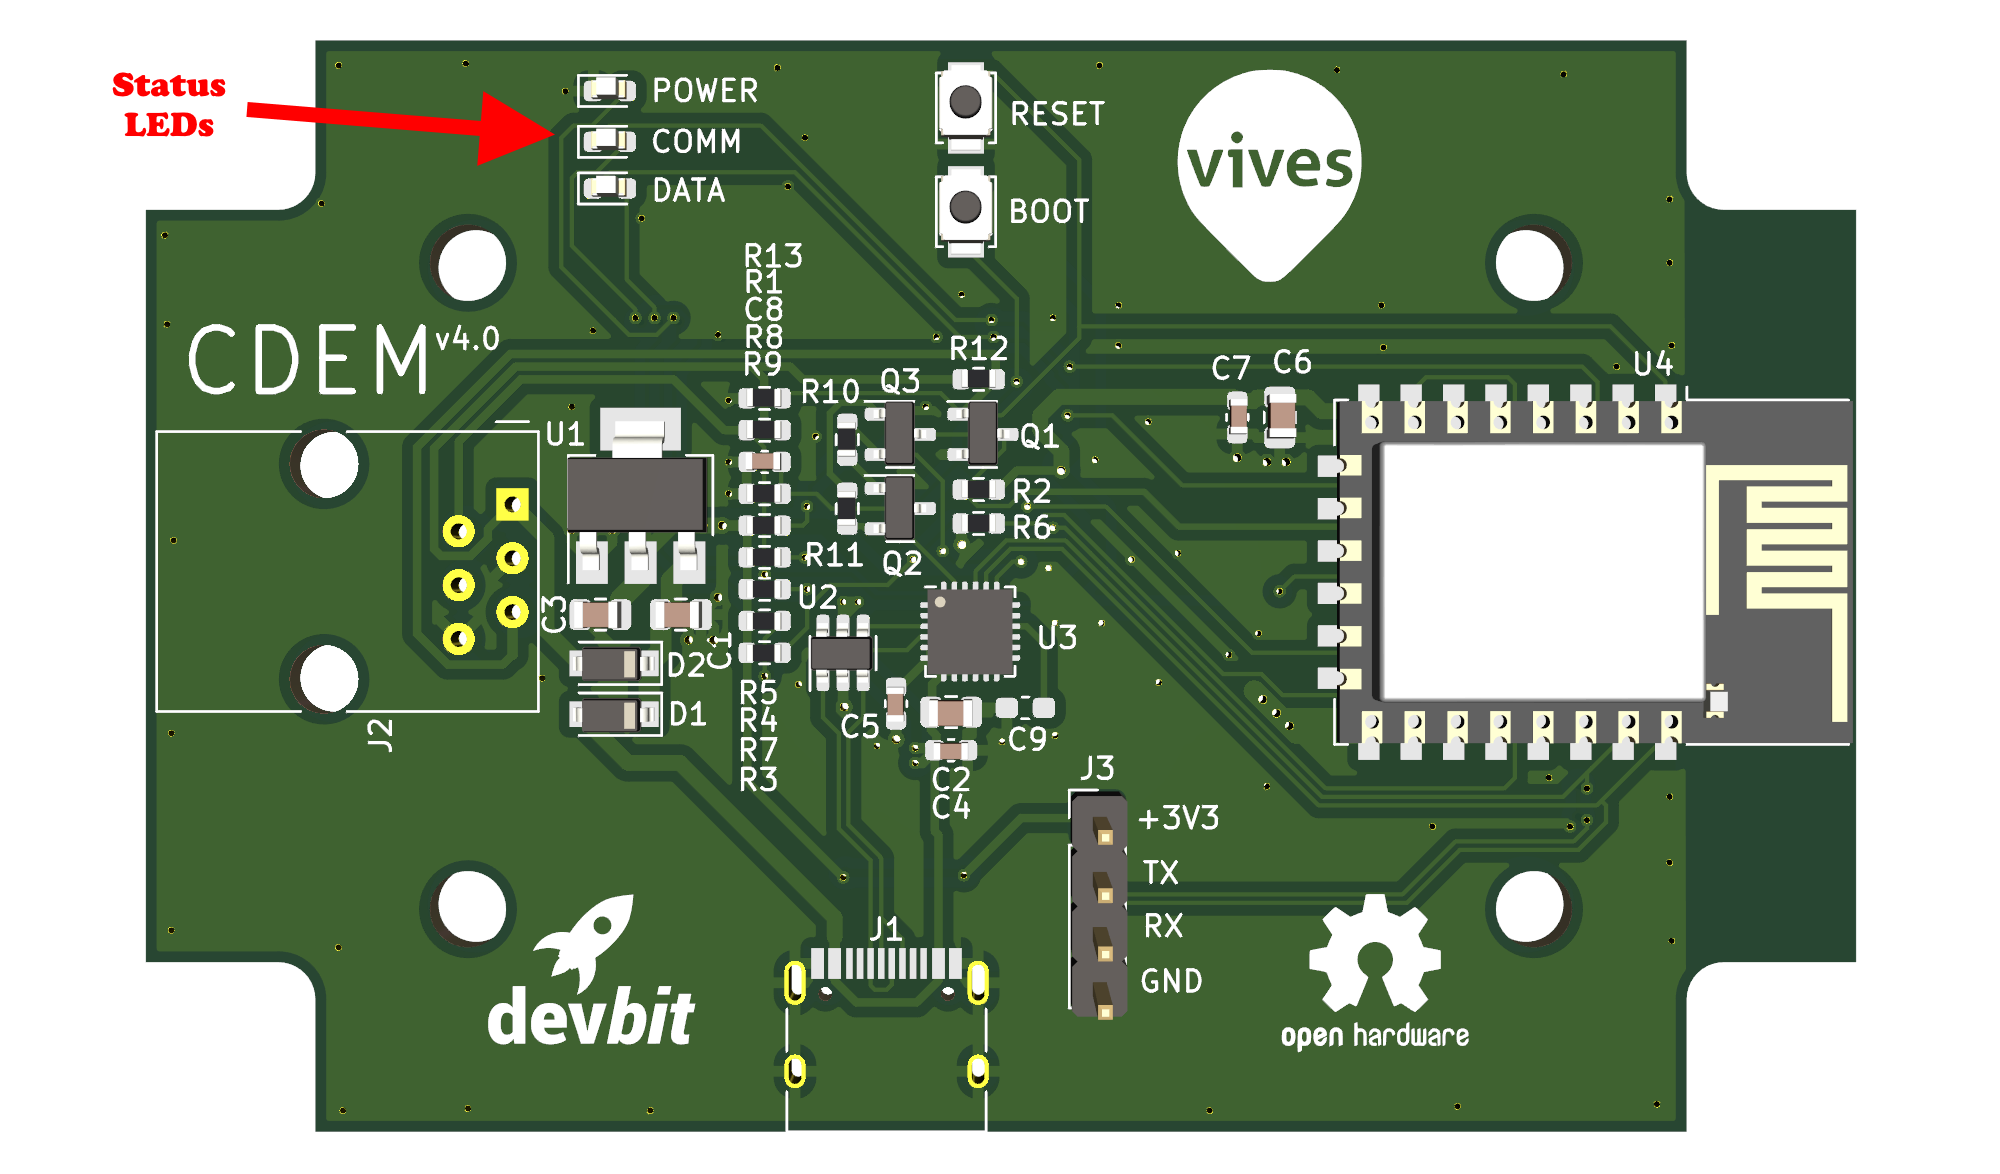 Status
LEDs
POWER
COMM
DATA
RESET
BOOT
vives
CDEM v4.0
R13
R1
C8
R8
R9
R10
Q3
R12
Q1
C7
C6
U4
U1
R2
R6
R11
Q2
U2
U3
C3
C1
D2
D1
J2
R5
R4
R7
R3
C5
C9
C2
C4
J3
+3V3
TX
RX
GND
J1
devbit
open hardware